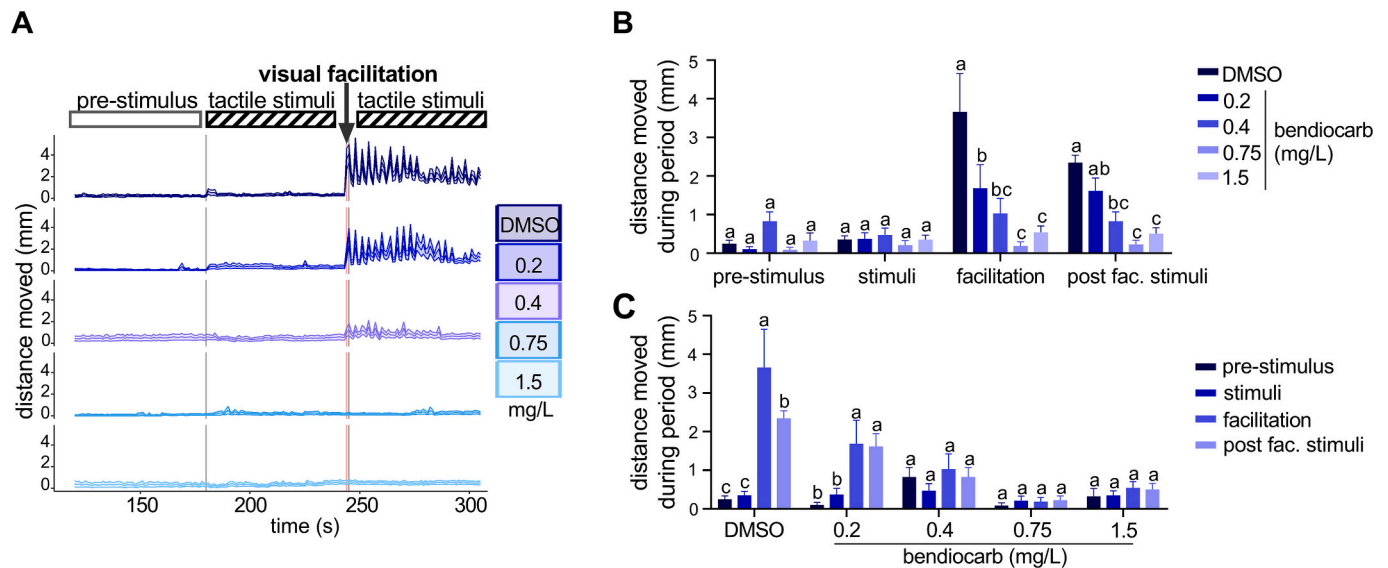 A
visual facilitation
pre-stimulus
tactile stimuli
tactile stimuli
distance moved (mm)
4
2
0
4
2
0
4
2
0
4
2
0
4
2
0
150
200
250
300
time (s)
DMSO
0.2
0.4
0.75
1.5
mg/L
B
distance moved
during period (mm)
5
4
3
2
1
0
a a a a a
a a a a a
a b bc c c
a ab bc c c
pre-stimulus
stimuli
facilitation
post fac. stimuli
DMSO
0.2
0.4
0.75
1.5
bendiocarb
(mg/L)
C
distance moved
during period (mm)
5
4
3
2
1
0
c c a b
b b a a
a a a a
a a a a
a a a a
DMSO
0.2
0.4
0.75
1.5
bendiocarb (mg/L)
pre-stimulus
stimuli
facilitation
post fac. stimuli